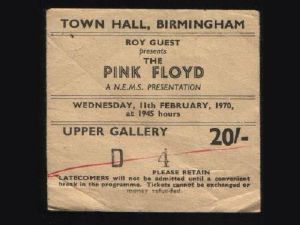 TOWN HALL, BIRMINGHAM
ROY GUEST
presents
THE
PINK FLOYD
A N.E.M.S. PRESENTATION
WEDNESDAY, 11th FEBRUARY, 1970,
at 1945 hours
UPPER GALLERY 20/-
D 4
PLEASE RETAIN
LATECOMERS will not be admitted until a convenient
break in the programme. Tickets cannot be exchanged or
money refunded.